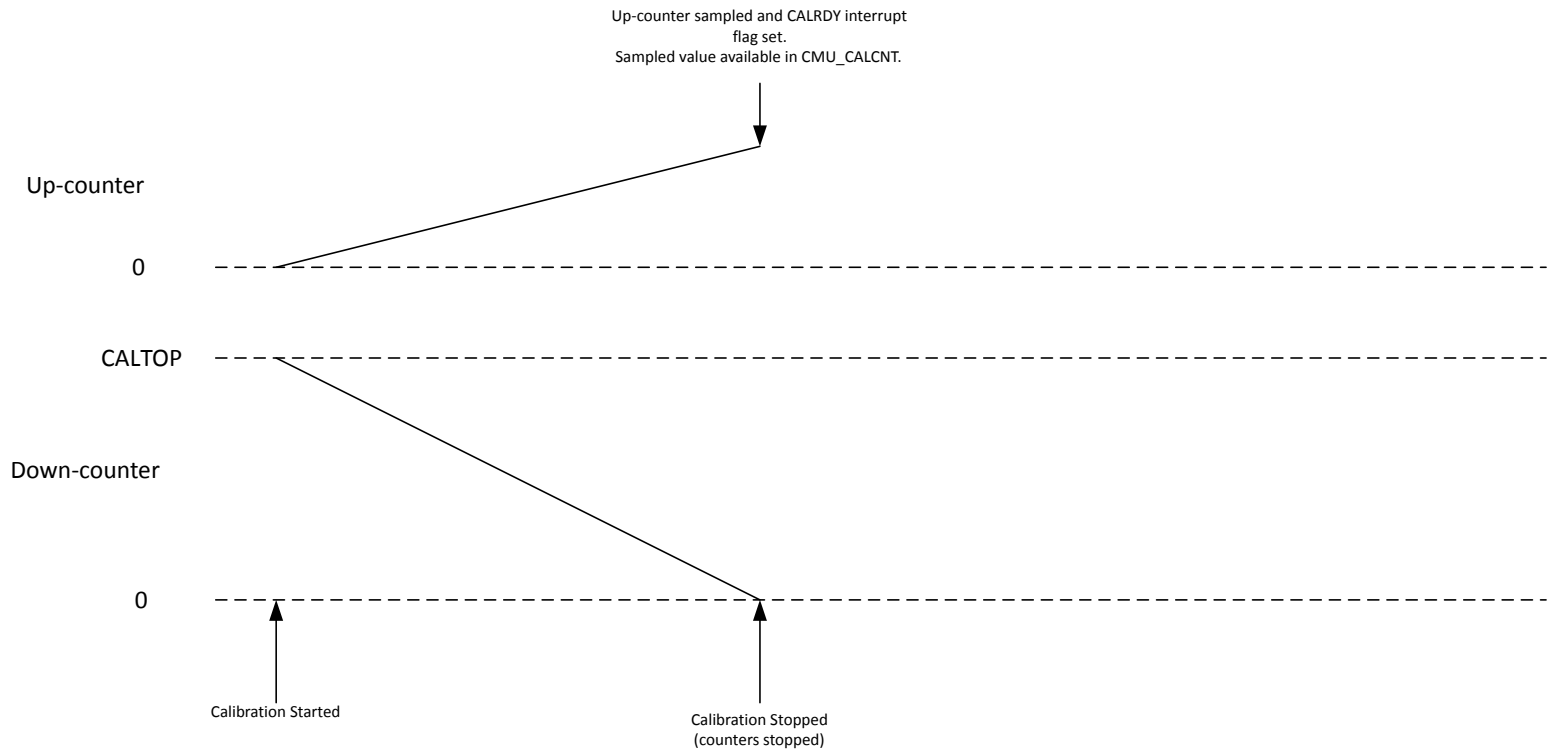 Up-counter sampled and CALRDY interrupt
flag set.
Sampled value available in CMU_CALCNT.
Up-counter
0
CALTOP
Down-counter
0
Calibration Started
Calibration Stopped
(counters stopped)